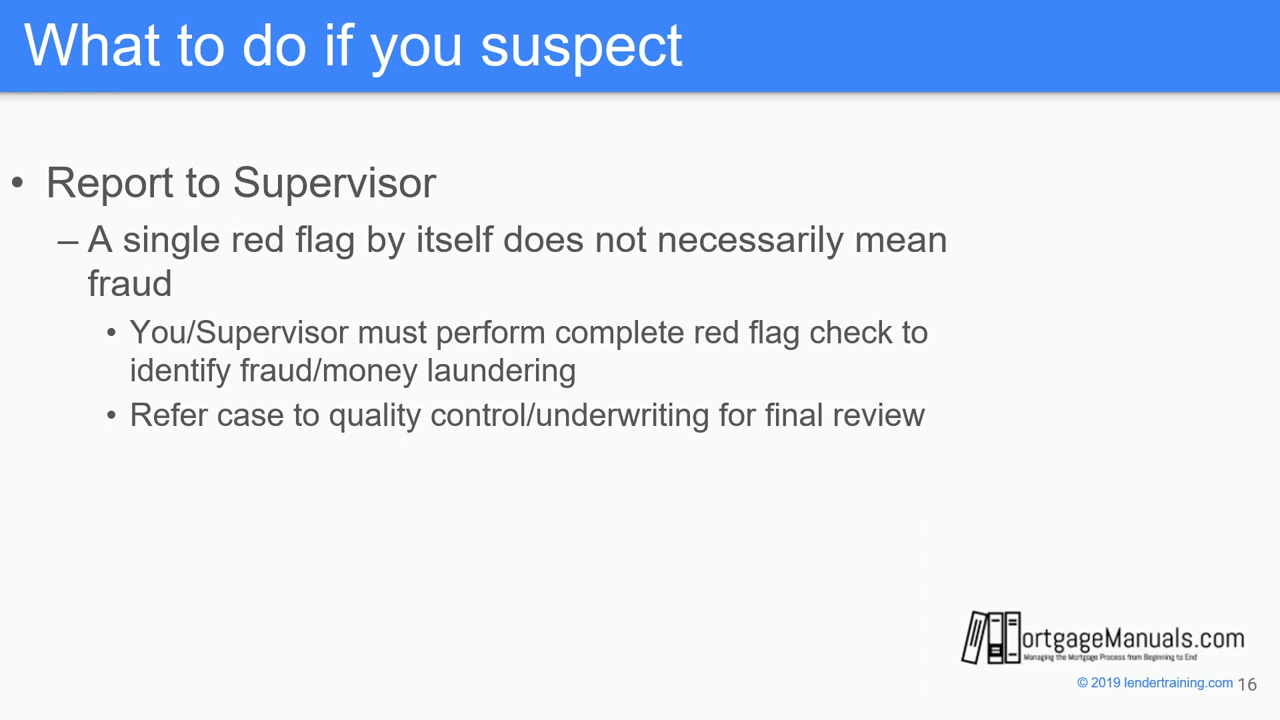 What to do if you suspect
• Report to Supervisor
– A single red flag by itself does not necessarily mean
fraud
• You/Supervisor must perform complete red flag check to
identify fraud/money laundering
• Refer case to quality control/underwriting for final review
ortgageManuals.com
Managing the Mortgage Process from Beginning to End
© 2019 lendertraining.com 16